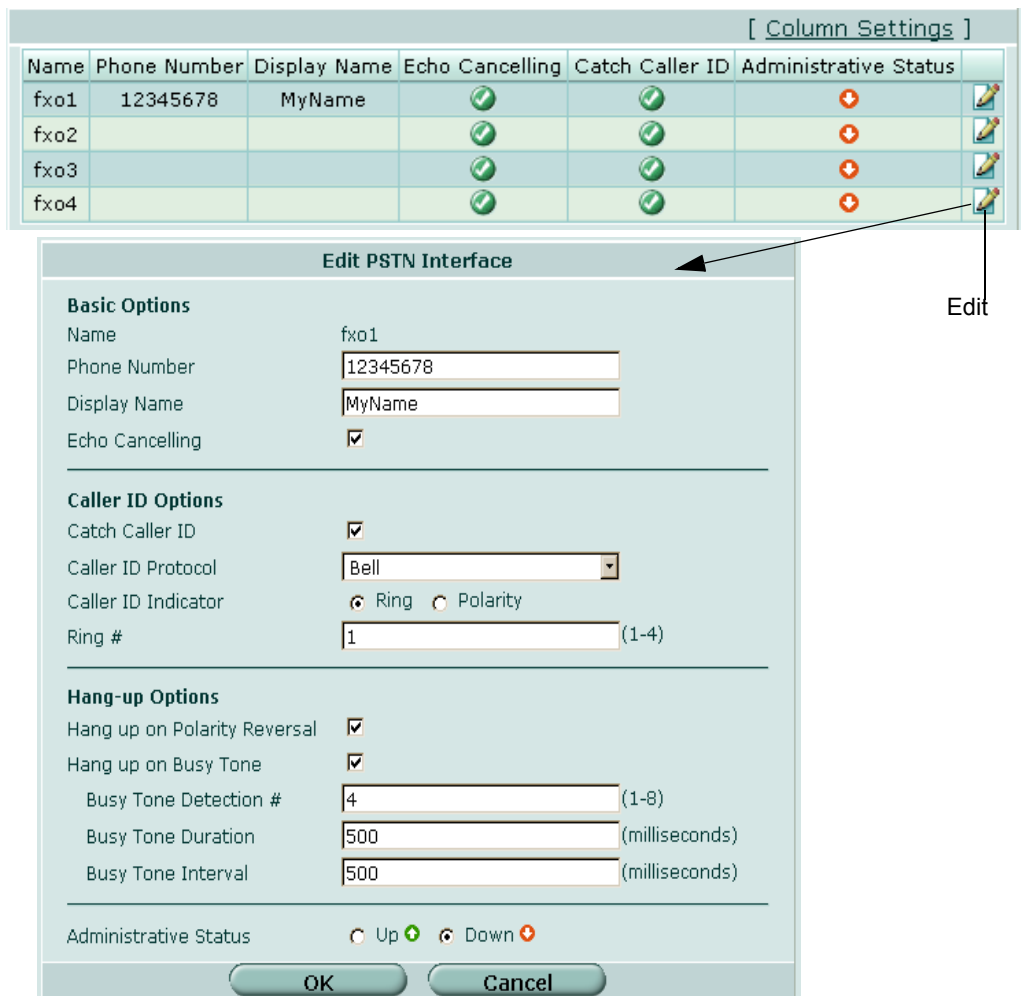 [ Column Settings ]
Name Phone Number Display Name Echo Cancelling Catch Caller ID Administrative Status
fxo1 12345678 MyName
fxo2
fxo3
fxo4
Edit PSTN Interface
Edit
Basic Options
Name fxo1
Phone Number 12345678
Display Name MyName
Echo Cancelling
Caller ID Options
Catch Caller ID
Caller ID Protocol Bell
Caller ID Indicator Ring Polarity
Ring # 1 (1-4)
Hang-up Options
Hang up on Polarity Reversal
Hang up on Busy Tone
Busy Tone Detection # 4 (1-8)
Busy Tone Duration 500 (milliseconds)
Busy Tone Interval 500 (milliseconds)
Administrative Status Up Down
OK Cancel